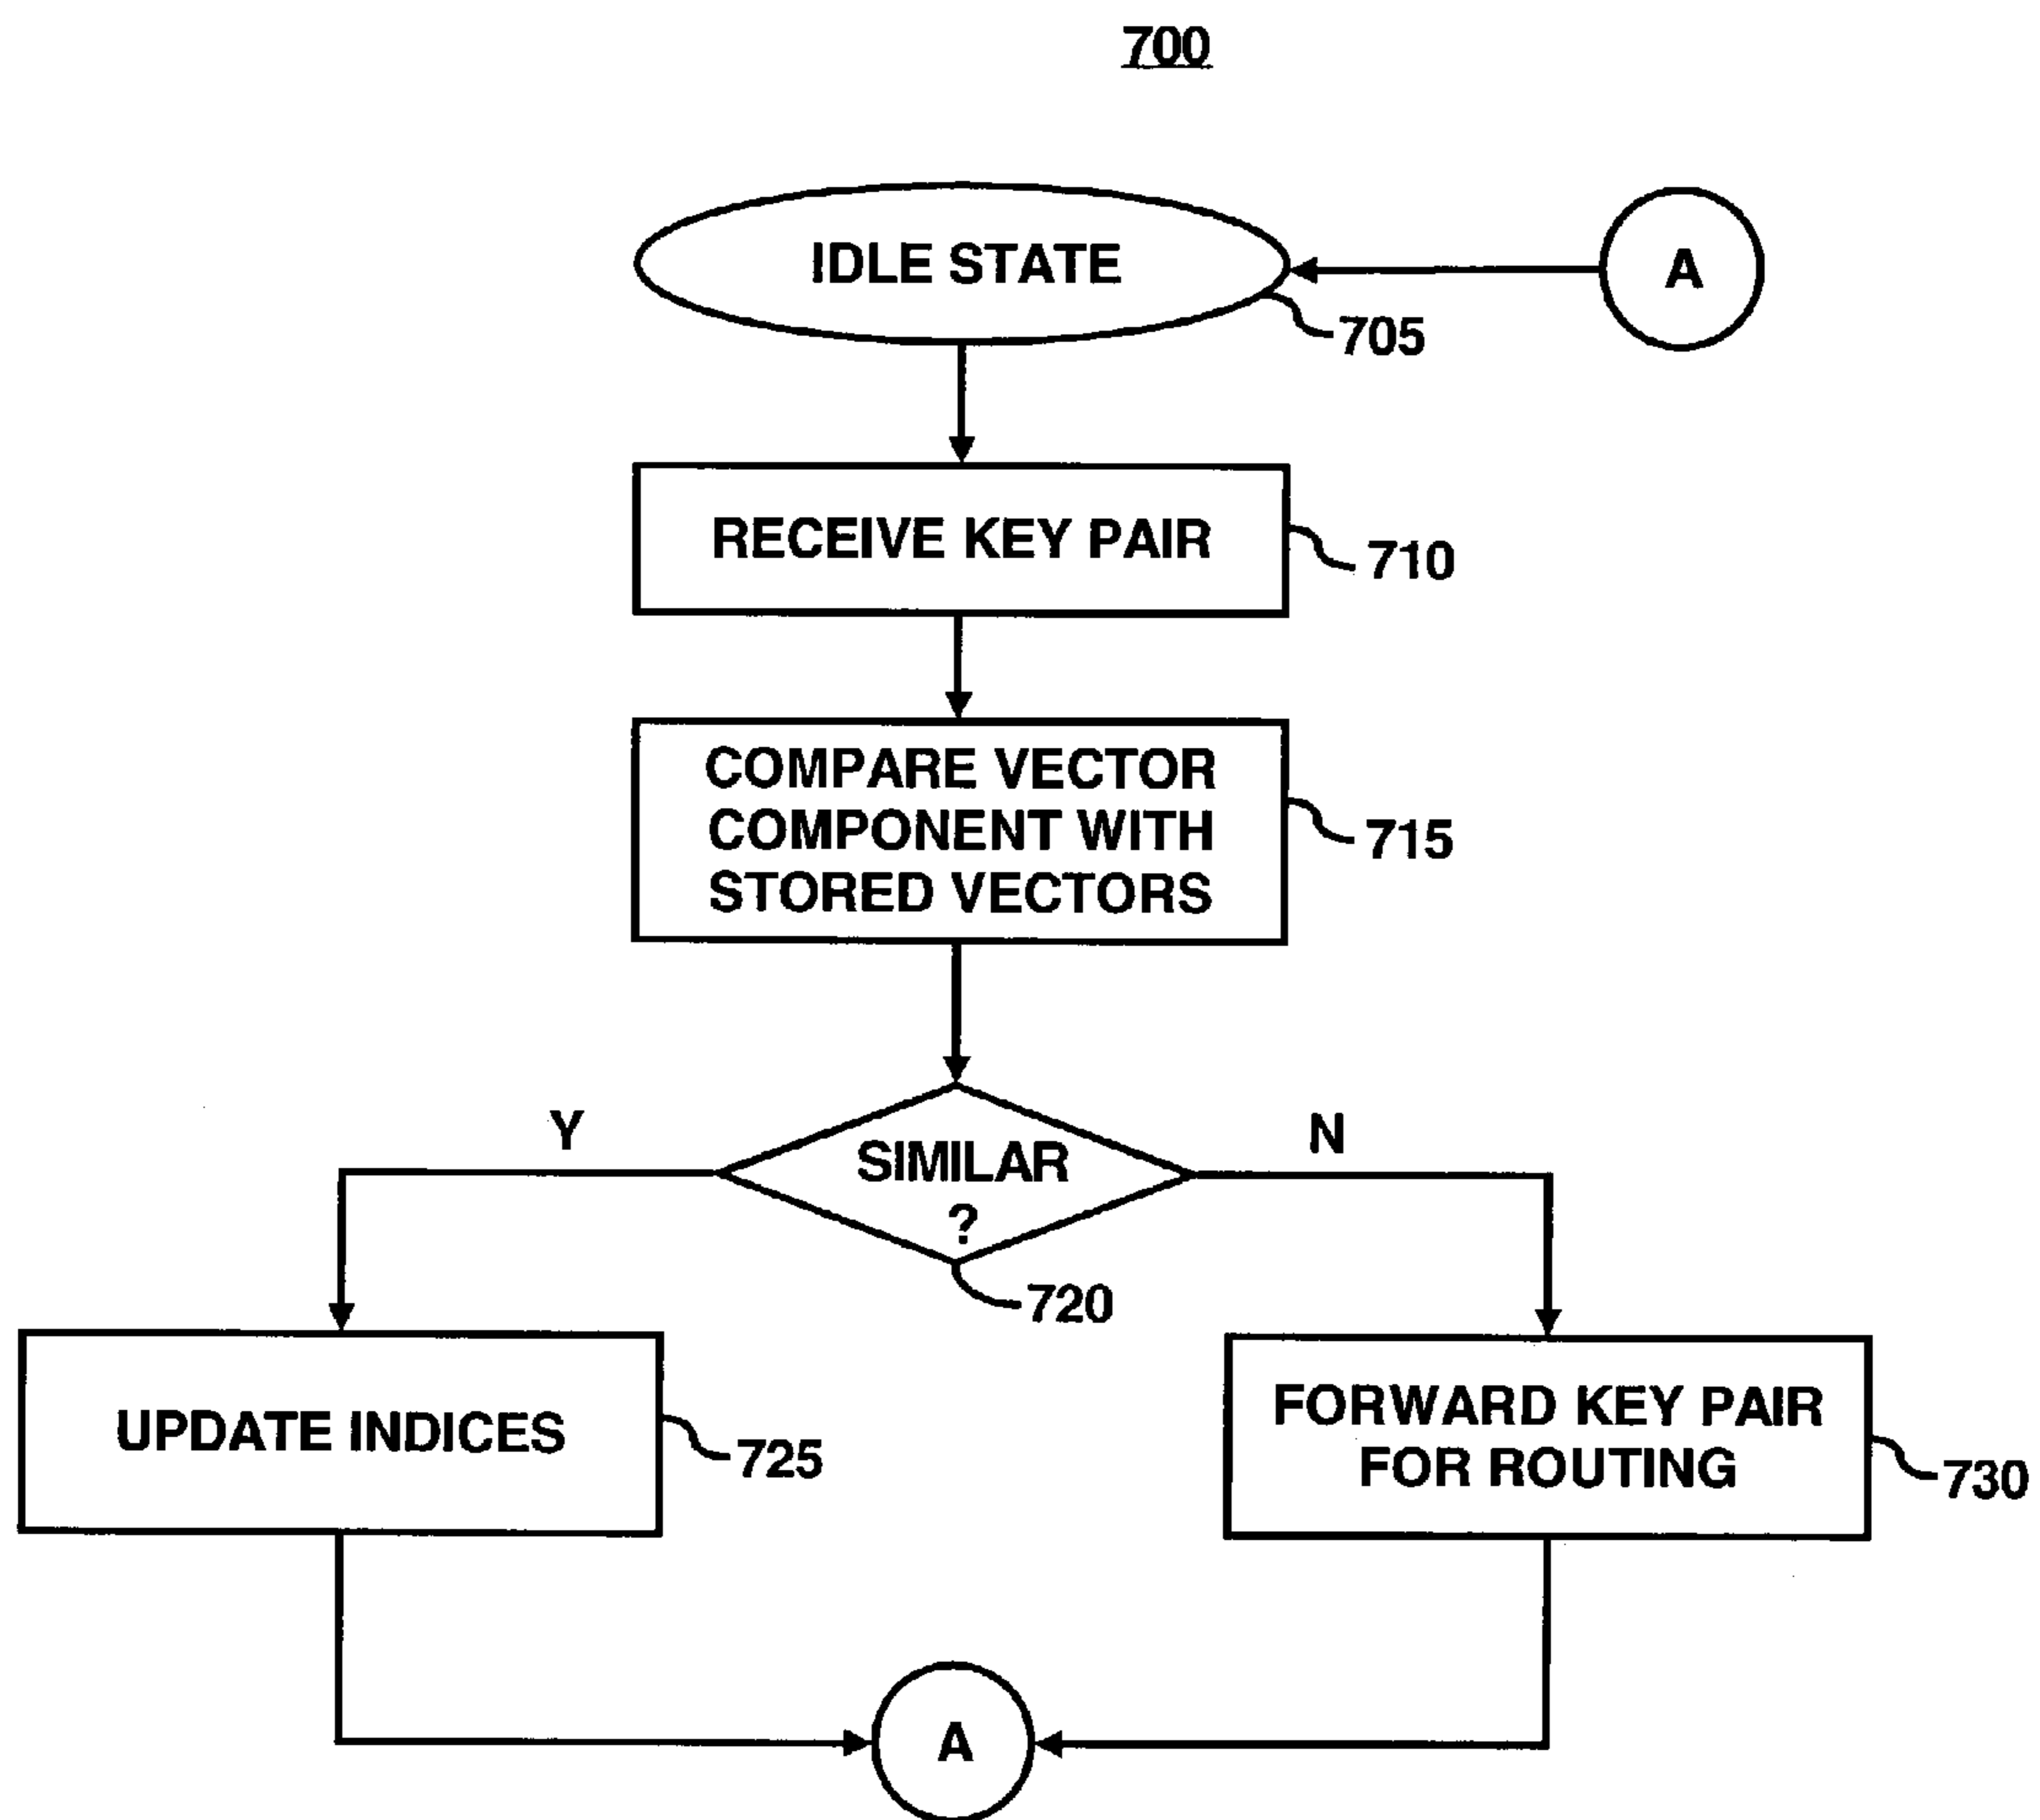 700
IDLE STATE
A
705
RECEIVE KEY PAIR
710
COMPARE VECTOR
COMPONENT WITH
STORED VECTORS
715
Y
N
SIMILAR
?
720
UPDATE INDICES
725
FORWARD KEY PAIR
FOR ROUTING
730
A